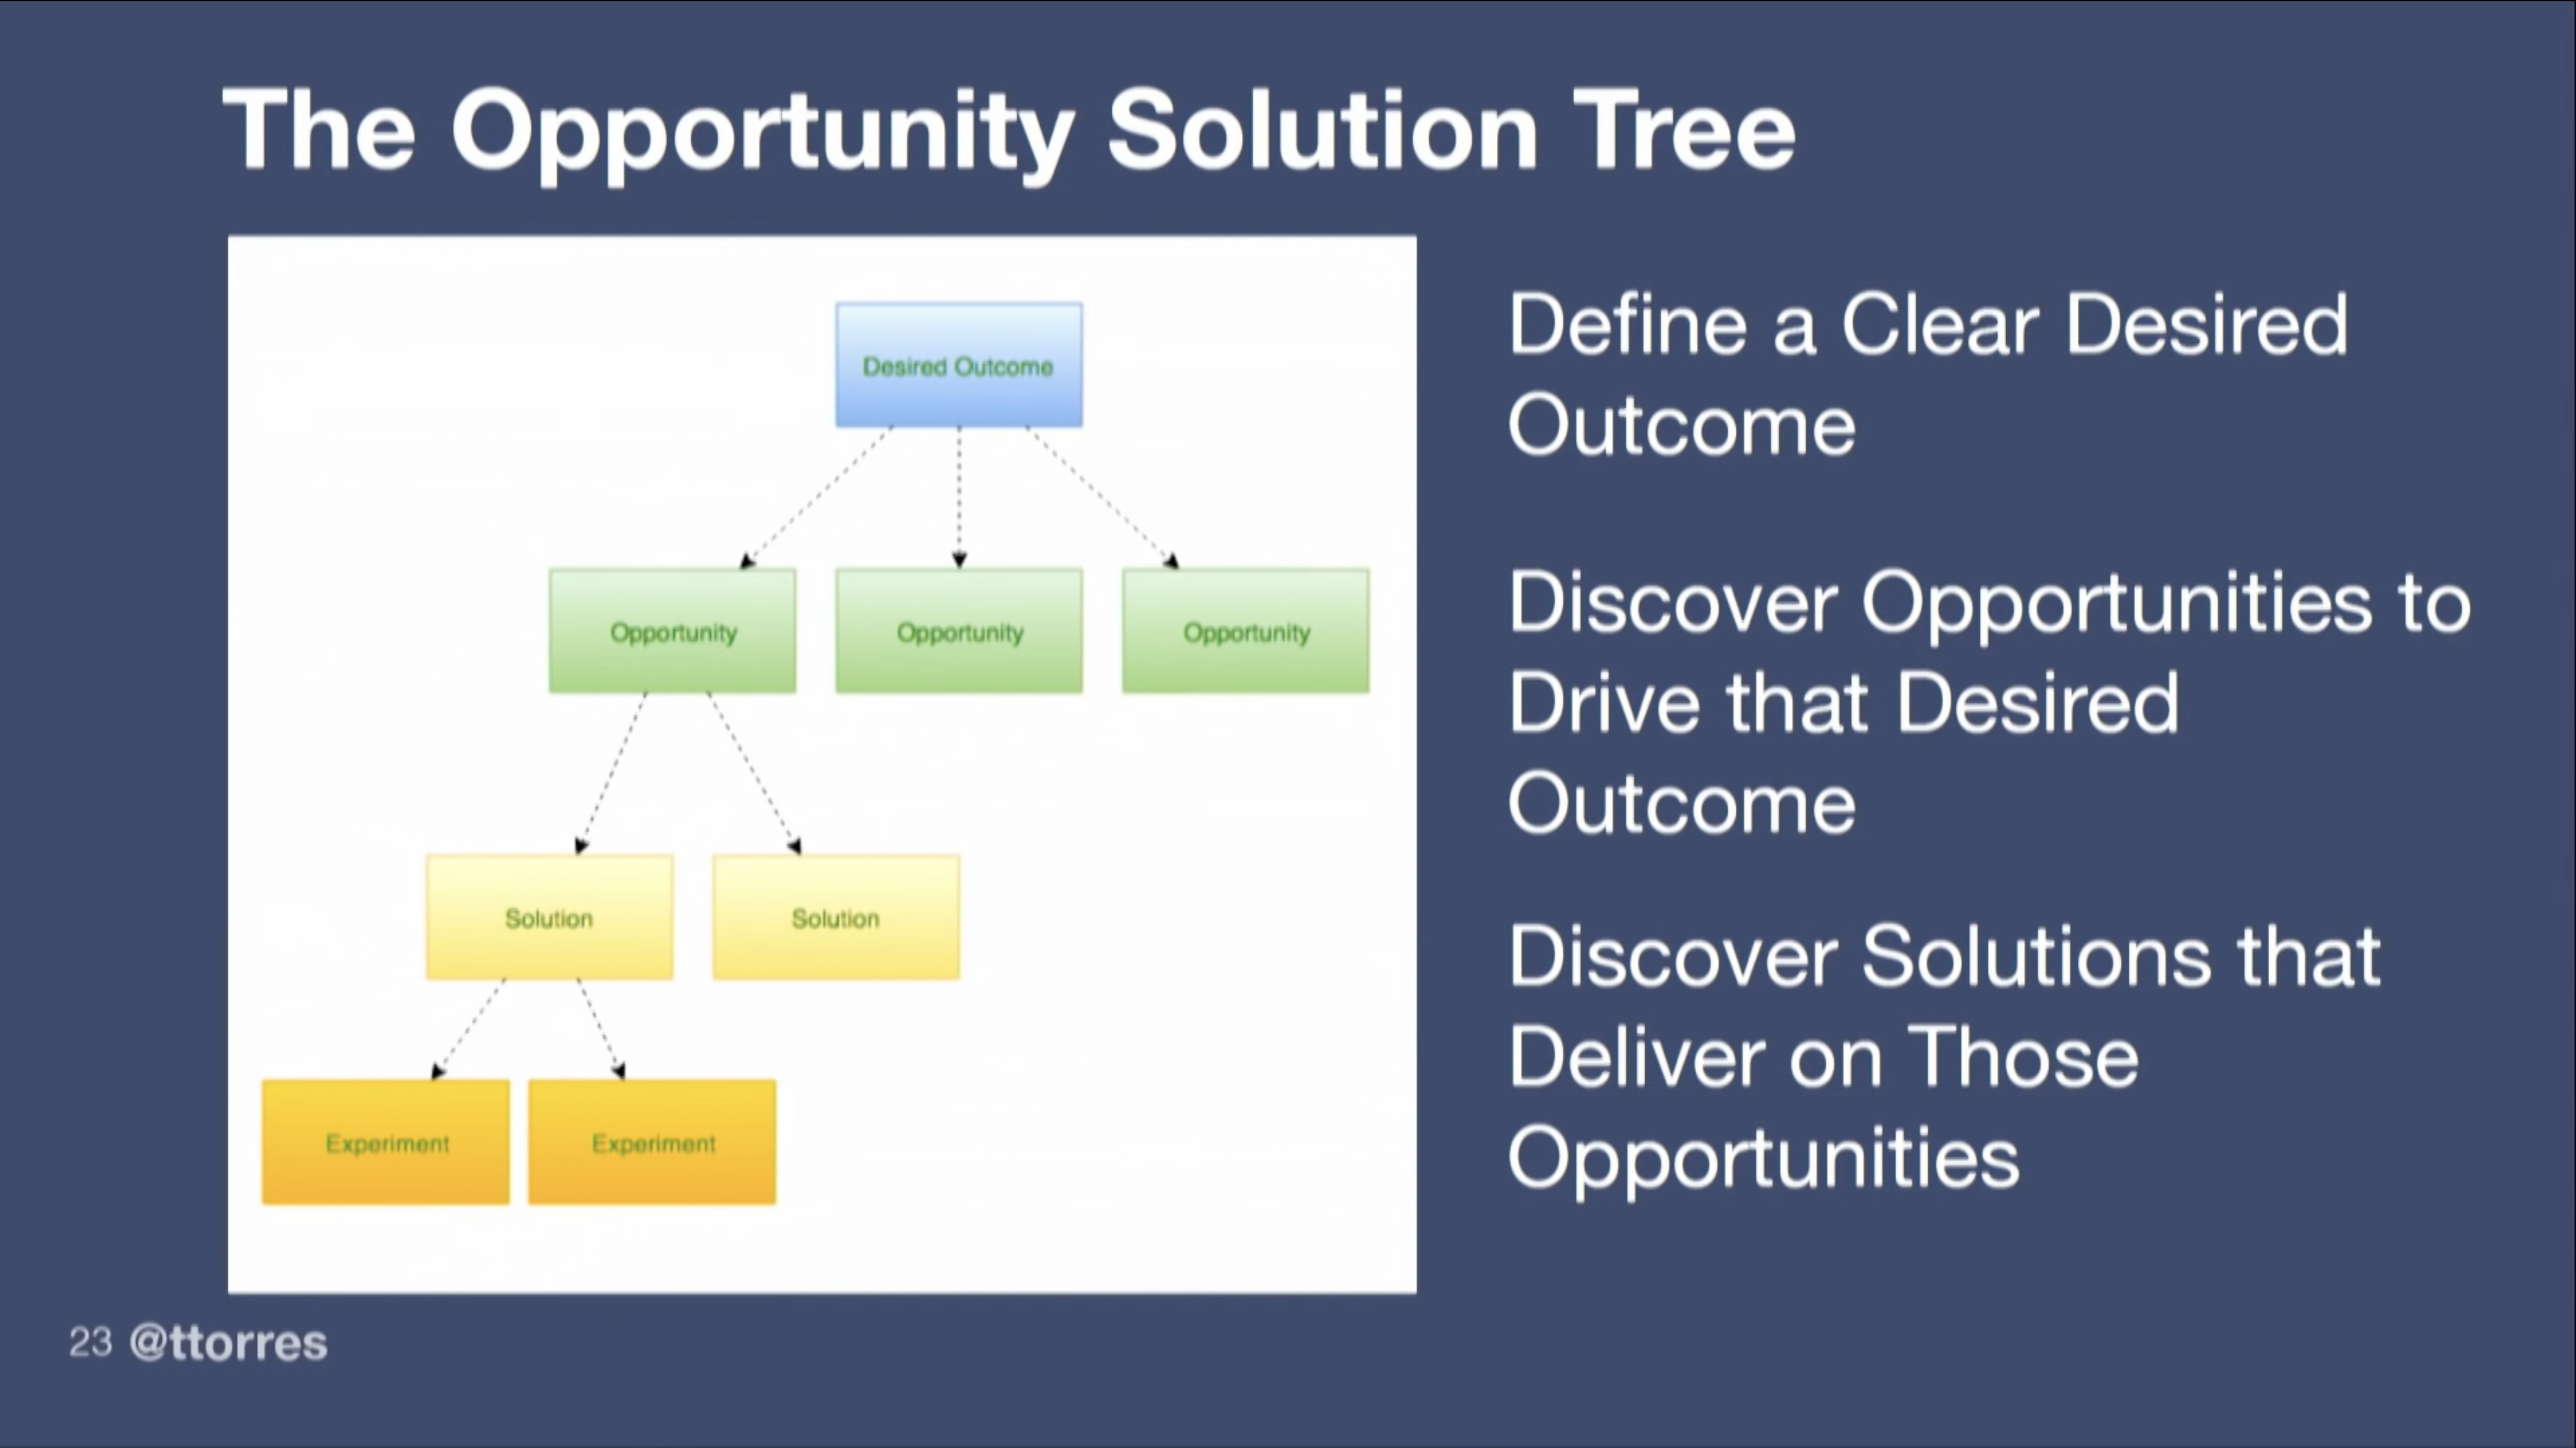 The Opportunity Solution Tree
Desired Outcome
Opportunity
Opportunity
Opportunity
Solution
Solution
Experiment
Experiment
Define a Clear Desired
Outcome
Discover Opportunities to
Drive that Desired
Outcome
Discover Solutions that
Deliver on Those
Opportunities
23 @ttorres